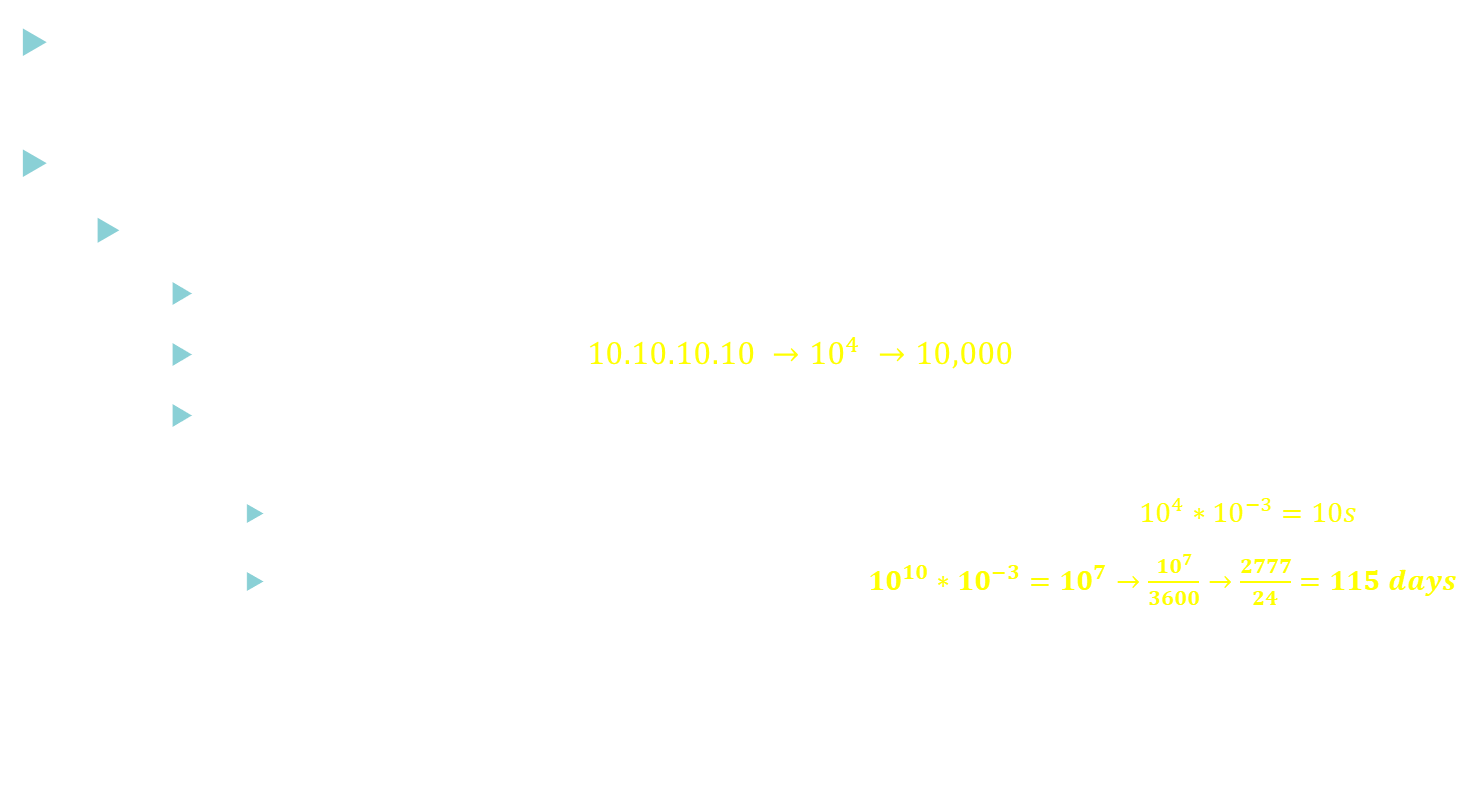 10.10.10.10 → 10⁴ → 10,000
10⁴ * 10⁻³ = 10s
10¹⁰ * 10⁻³ = 10⁷ → 10⁷/3600 → 2777/24 = 115 days